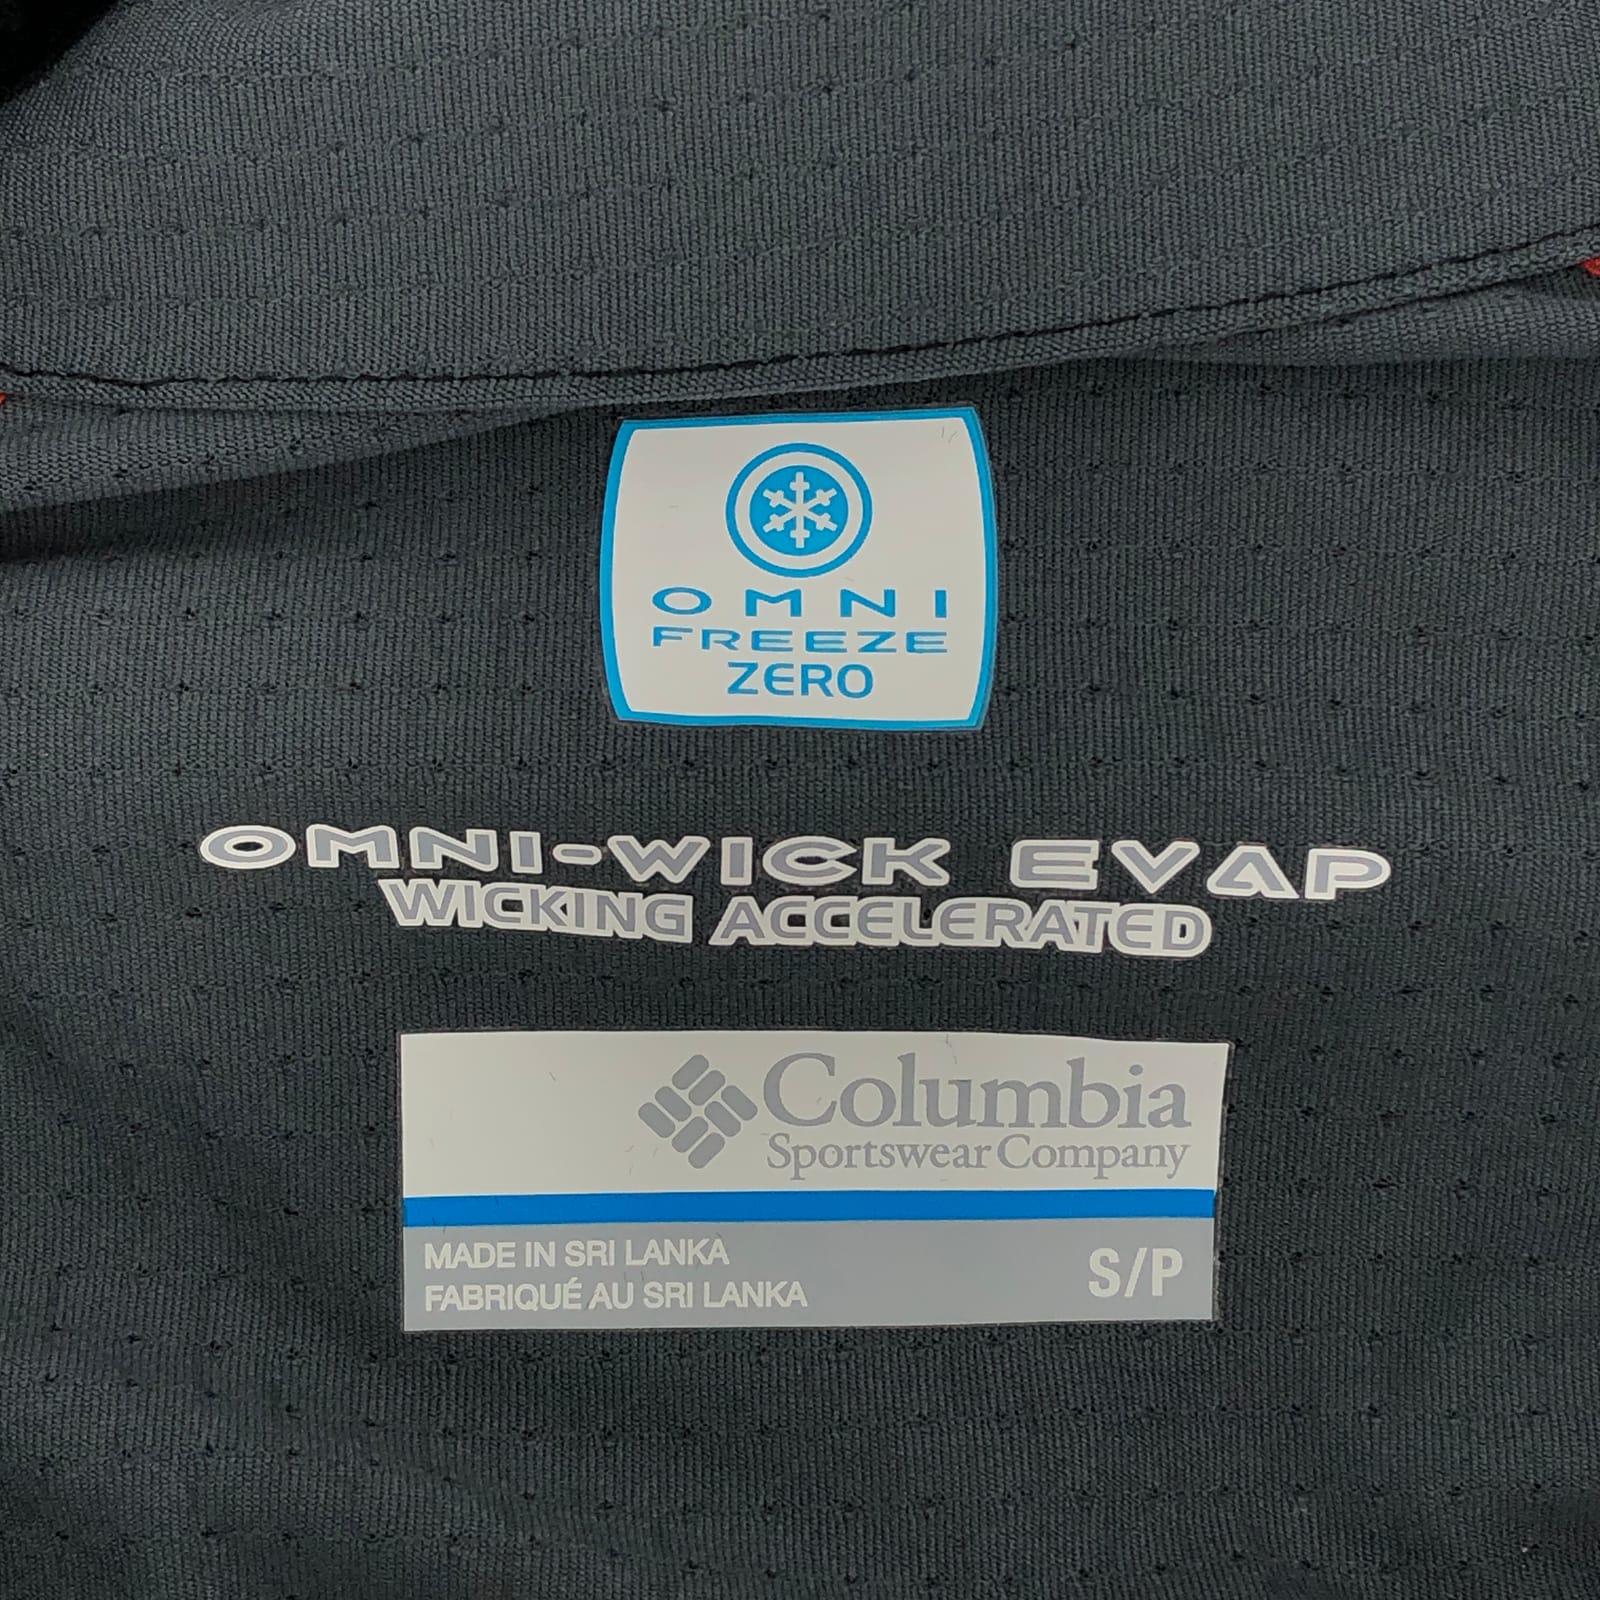 OMNI
FREEZE
ZERO
OMNI-WICK EVAP
WICKING ACCELERATED
Columbia
Sportswear Company
MADE IN SRI LANKA
FABRIQUÉ AU SRI LANKA
S/P